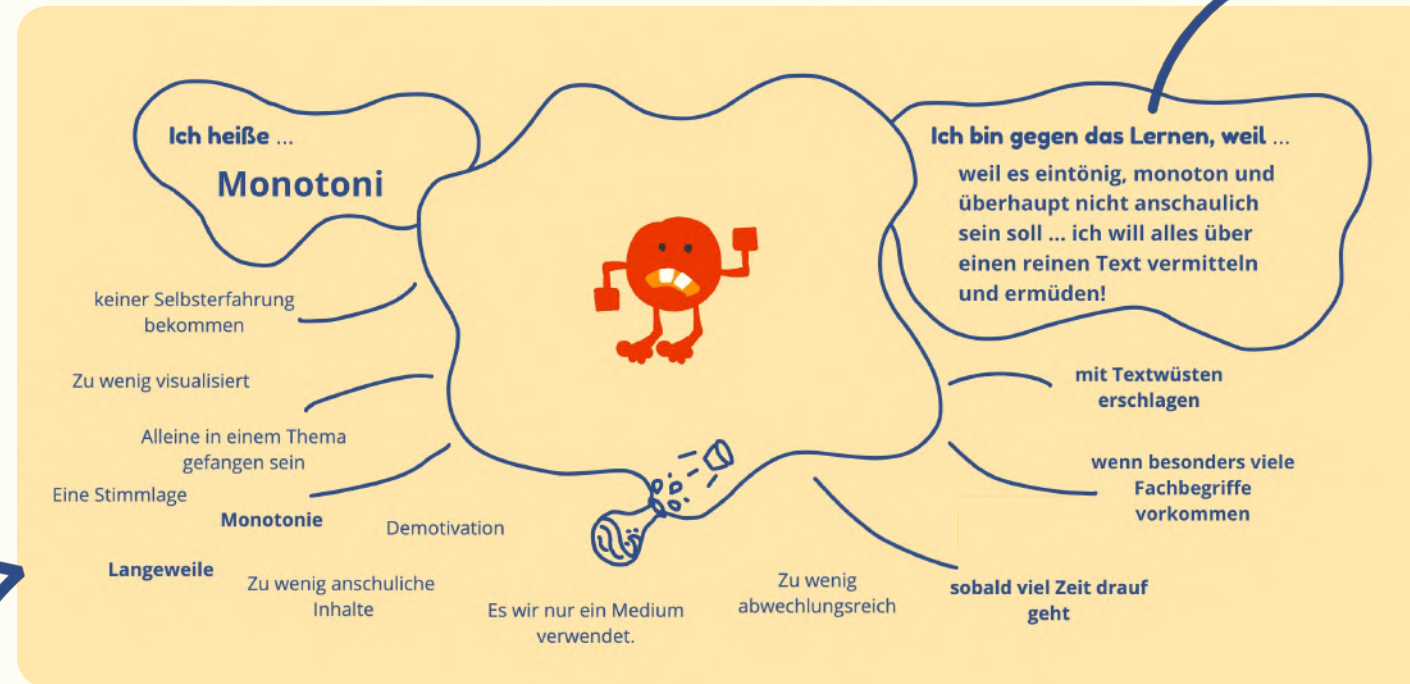 Ich heiße ...
Monotoni
Ich bin gegen das Lernen, weil ...
weil es eintönig, monoton und
überhaupt nicht anschaulich
sein soll ... ich will alles über
einen reinen Text vermitteln
und ermüden!
keiner Selbsterfahrung
bekommen
Zu wenig visualisiert
Alleine in einem Thema
gefangen sein
Eine Stimmlage
Monotonie
Demotivation
Langeweile
Zu wenig anschuliche
Inhalte
Es wir nur ein Medium
verwendet.
Zu wenig
abwechlungsreich
mit Textwüsten
erschlagen
wenn besonders viele
Fachbegriffe
vorkommen
sobald viel Zeit drauf
geht